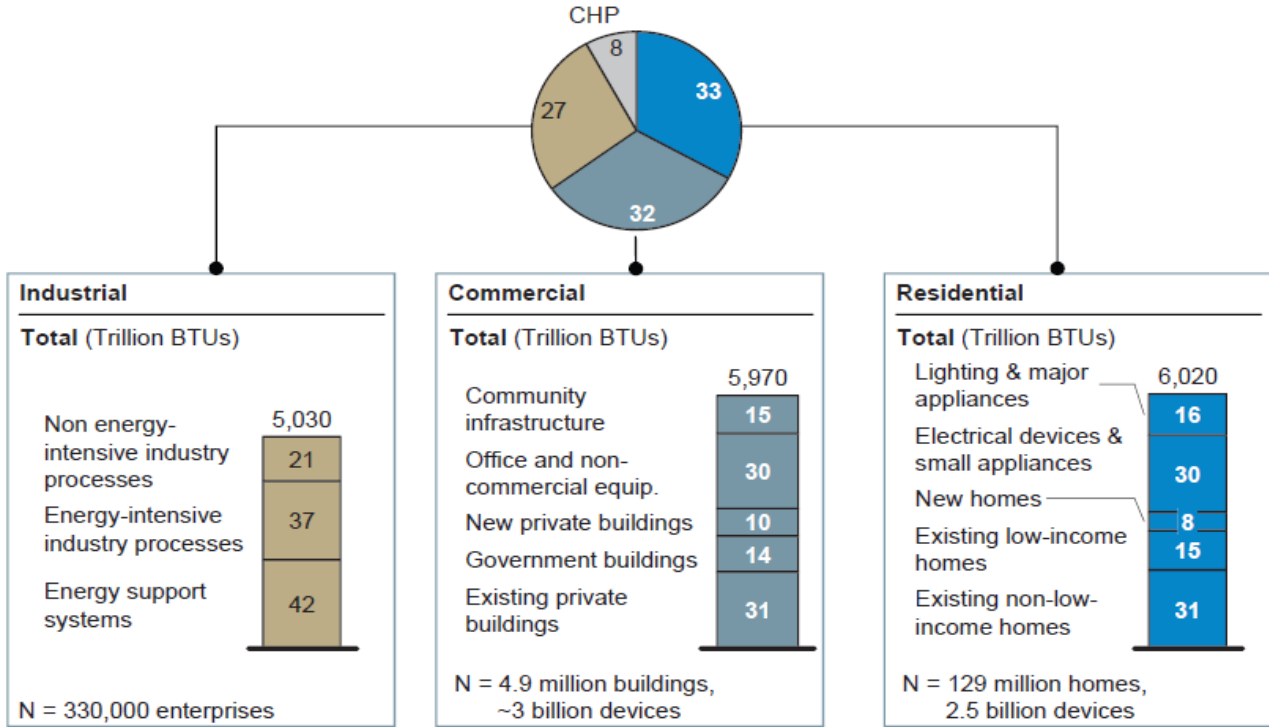 CHP
8
33
27
32
Industrial
Total (Trillion BTUs)
5,030
Non energy-
intensive industry
processes
21
Energy-intensive
industry processes
37
Energy support
systems
42
N = 330,000 enterprises
Commercial
Total (Trillion BTUs)
5,970
Community
infrastructure
15
Office and non-
commercial equip.
30
New private buildings
10
Government buildings
14
Existing private
buildings
31
N = 4.9 million buildings,
~3 billion devices
Residential
Total (Trillion BTUs)
6,020
Lighting & major
appliances
16
Electrical devices &
small appliances
30
New homes
8
Existing low-income
homes
15
Existing non-low-
income homes
31
N = 129 million homes,
2.5 billion devices